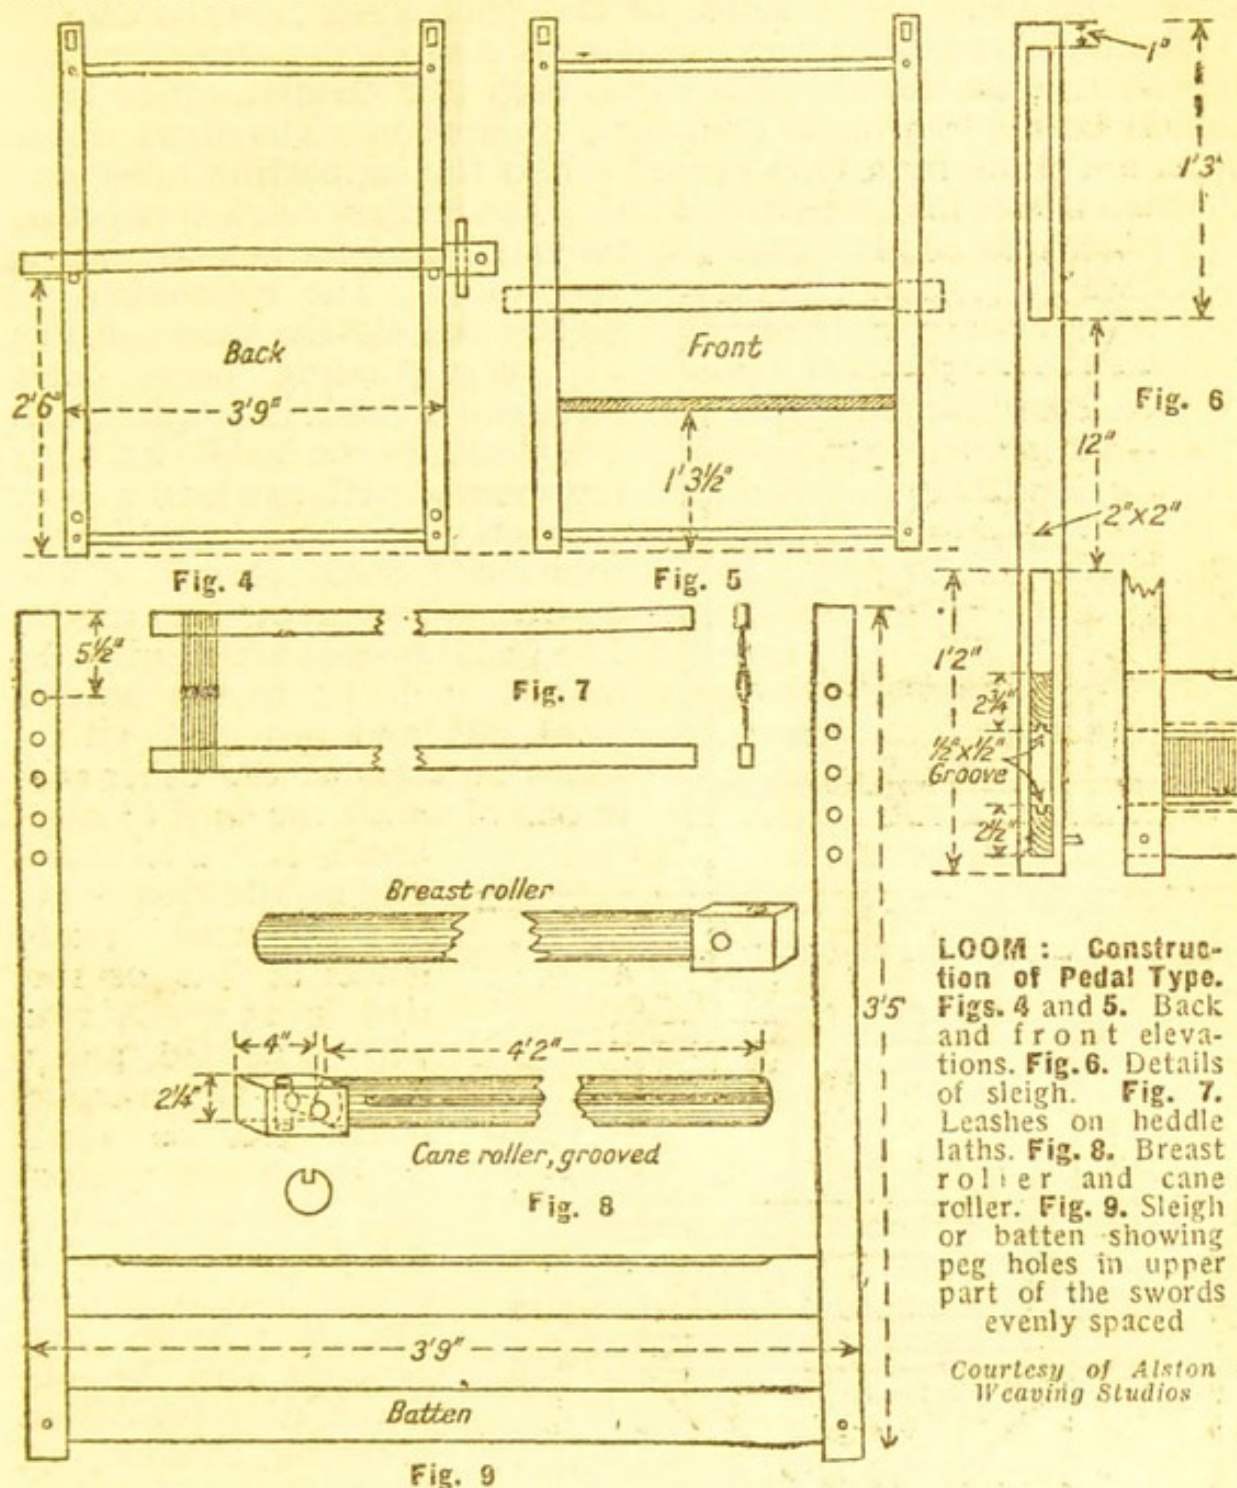 1"
1'3"
Back
Front
2'6"
3'9"
1'3½"
12"
Fig. 6
2"x2"
Fig. 4
Fig. 5
5½"
Fig. 7
1'2"
2¾"
½"x½"
Groove
2½"
Breast roller
3'5"
4"
4'2"
2¼"
Cane roller, grooved
Fig. 8
3'9"
Batten
Fig. 9
LOOM : Construc-
tion of Pedal Type.
Figs. 4 and 5. Back
and front eleva-
tions. Fig. 6. Details
of sleigh. Fig. 7.
Leashes on heddle
laths. Fig. 8. Breast
roller and cane
roller. Fig. 9. Sleigh
or batten showing
peg holes in upper
part of the swords
evenly spaced
Courtesy of Alston
Weaving Studios